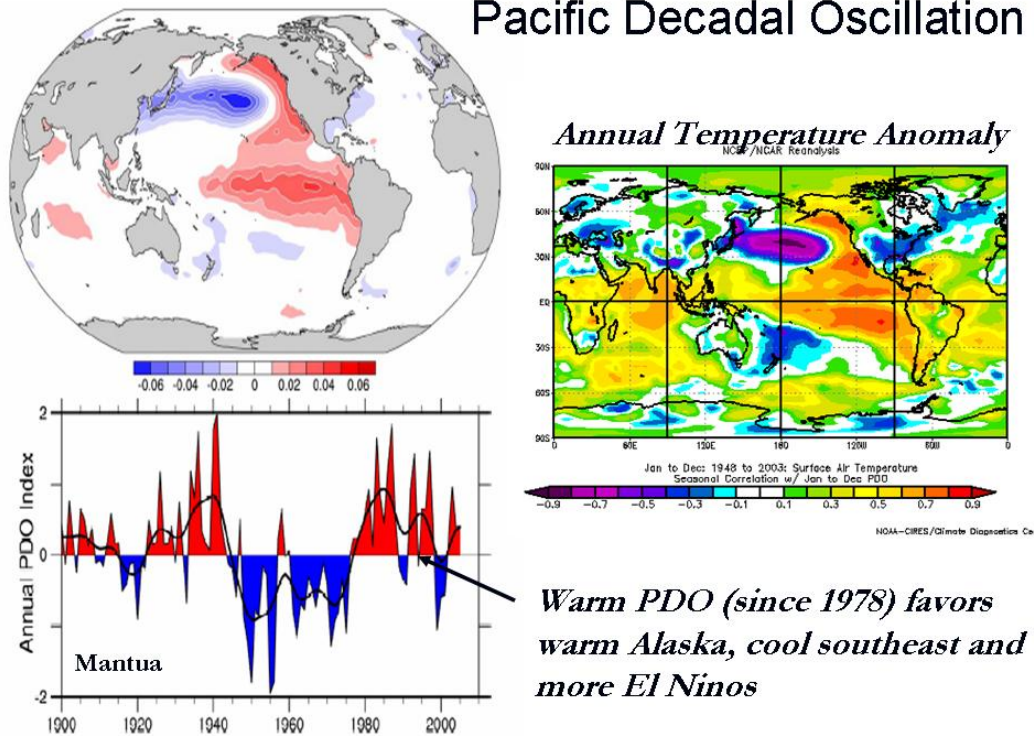 Pacific Decadal Oscillation
-0.06 -0.04 -0.02 0 0.02 0.04 0.06
Annual Temperature Anomaly
NCEP/NCAR Reanalysis
90N
60N
30N
EQ
30S
60S
90S
0 60E 120E 180 120W 60W 0
Jan to Dec: 1948 to 2003: Surface Air Temperature
Seasonal Correlation w/ Jan to Dec PDO
-0.9 -0.7 -0.5 -0.3 -0.1 0.1 0.3 0.5 0.7 0.9
NOAA-CIRES/Climate Diagnostics Ce
Annual PDO Index
2
0
-2
Mantua
1900 1920 1940 1960 1980 2000
Warm PDO (since 1978) favors
warm Alaska, cool southeast and
more El Ninos